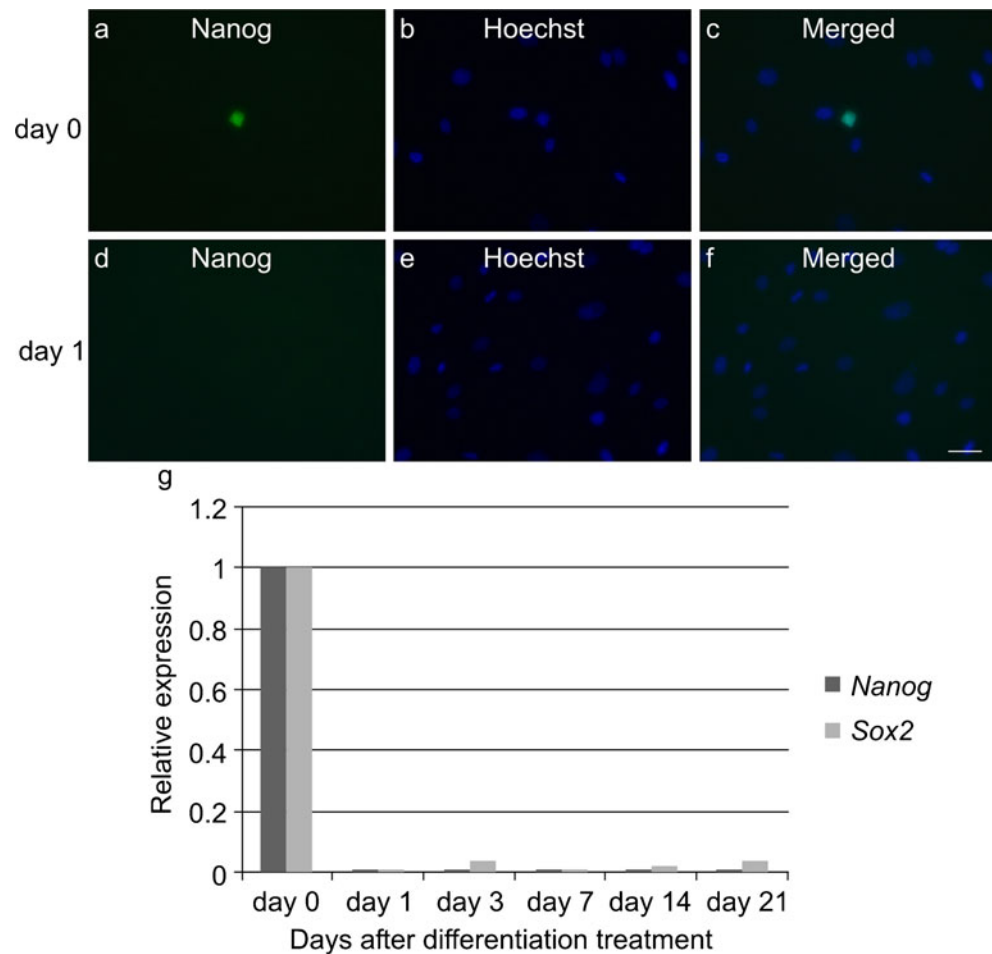 a Nanog
b Hoechst
c Merged
day 0
d Nanog
e Hoechst
f Merged
day 1
g
1.2
1
0.8
0.6
0.4
0.2
0
Relative expression
day 0 day 1 day 3 day 7 day 14 day 21
Days after differentiation treatment
Nanog
Sox2